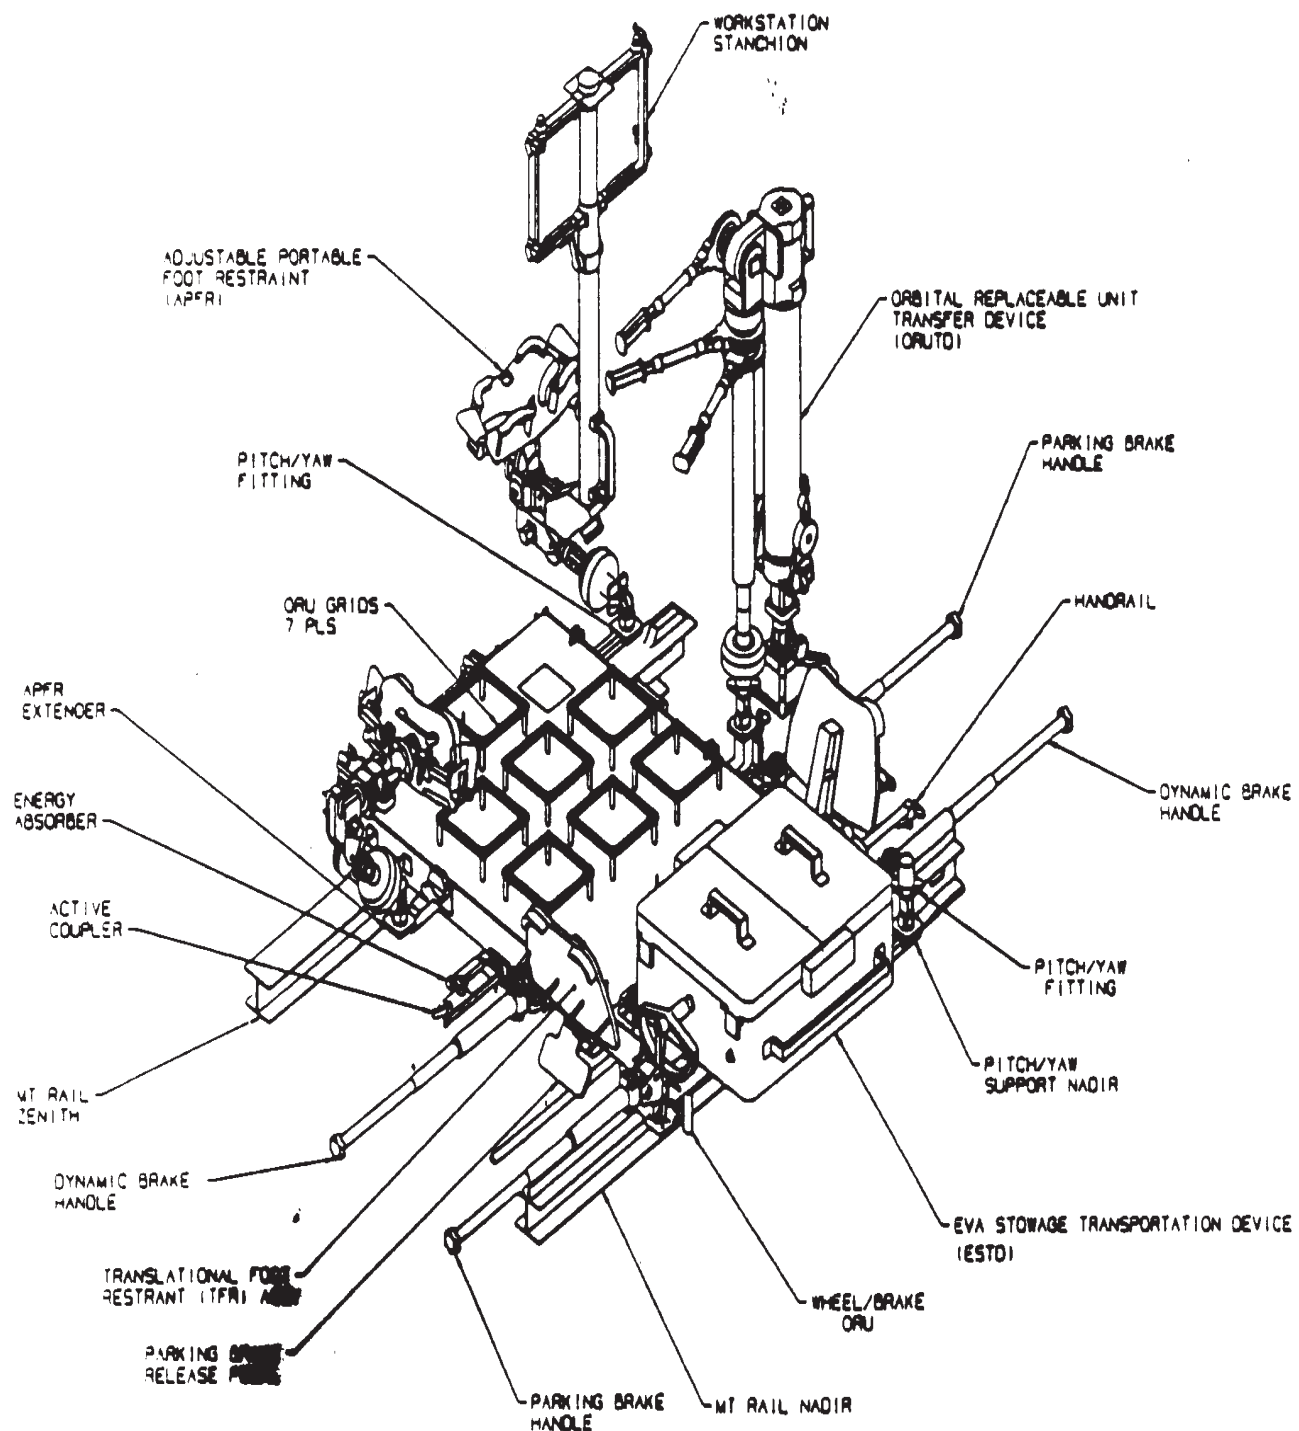 WORKSTATION
STANCHION
ADJUSTABLE PORTABLE
FOOT RESTRAINT
(APFR)
ORBITAL REPLACEABLE UNIT
TRANSFER DEVICE
(ORUTD)
PARKING BRAKE
HANDLE
PITCH/YAW
FITTING
HANDRAIL
ORU GRIDS
7 PLS
APFR
EXTENDER
ENERGY
ABSORBER
DYNAMIC BRAKE
HANDLE
ACTIVE
COUPLER
PITCH/YAW
FITTING
PITCH/YAW
SUPPORT NADIR
MT RAIL
ZENITH
DYNAMIC BRAKE
HANDLE
EVA STOWAGE TRANSPORTATION DEVICE
(ESTD)
TRANSLATIONAL
RESTRANT (TFR)
WHEEL/BRAKE
ORU
PARKING
RELEASE
PARKING BRAKE
HANDLE
MT RAIL NADIR